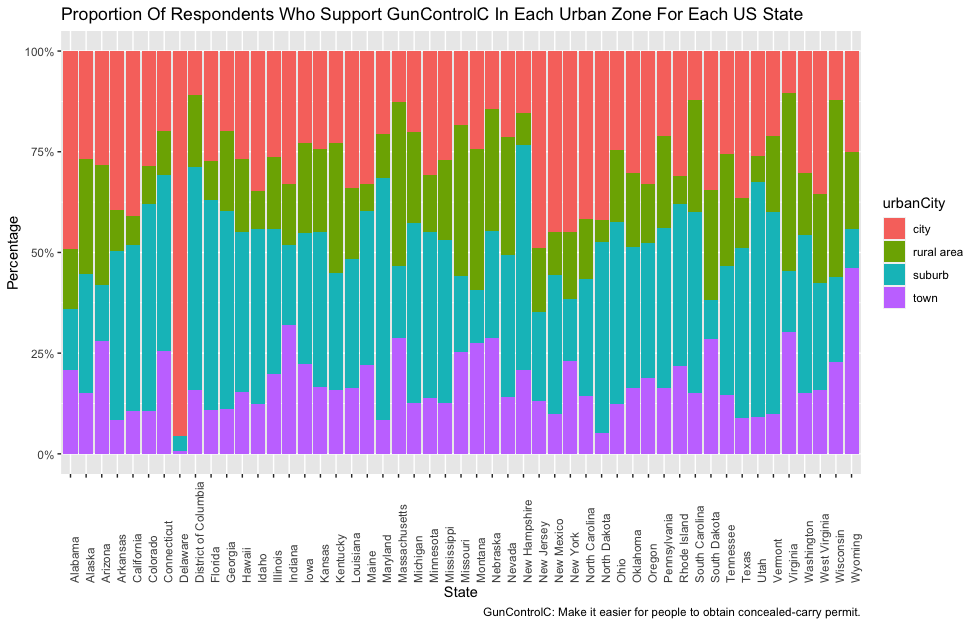 Proportion Of Respondents Who Support GunControlC In Each Urban Zone For Each US State
100%
75%
50%
25%
0%
Percentage
Alabama
Alaska
Arizona
Arkansas
California
Colorado
Connecticut
Delaware
District of Columbia
Florida
Georgia
Hawaii
Idaho
Illinois
Indiana
Iowa
Kansas
Kentucky
Louisiana
Maine
Maryland
Massachusetts
Michigan
Minnesota
Mississippi
Missouri
Montana
Nebraska
Nevada
New Hampshire
New Jersey
New Mexico
New York
North Carolina
North Dakota
Ohio
Oklahoma
Oregon
Pennsylvania
Rhode Island
South Carolina
South Dakota
Tennessee
Texas
Utah
Vermont
Virginia
Washington
West Virginia
Wisconsin
Wyoming
State
urbanCity
city
rural area
suburb
town
GunControlC: Make it easier for people to obtain concealed-carry permit.